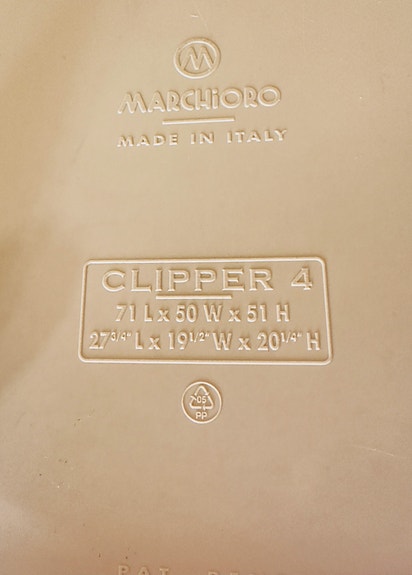 M
MARCHiORO
MADE IN ITALY
CLIPPER 4
71 L x 50 W x 51 H
27 3/4" L x 19 1/2" W x 20 1/4" H
05
PP
PAT.